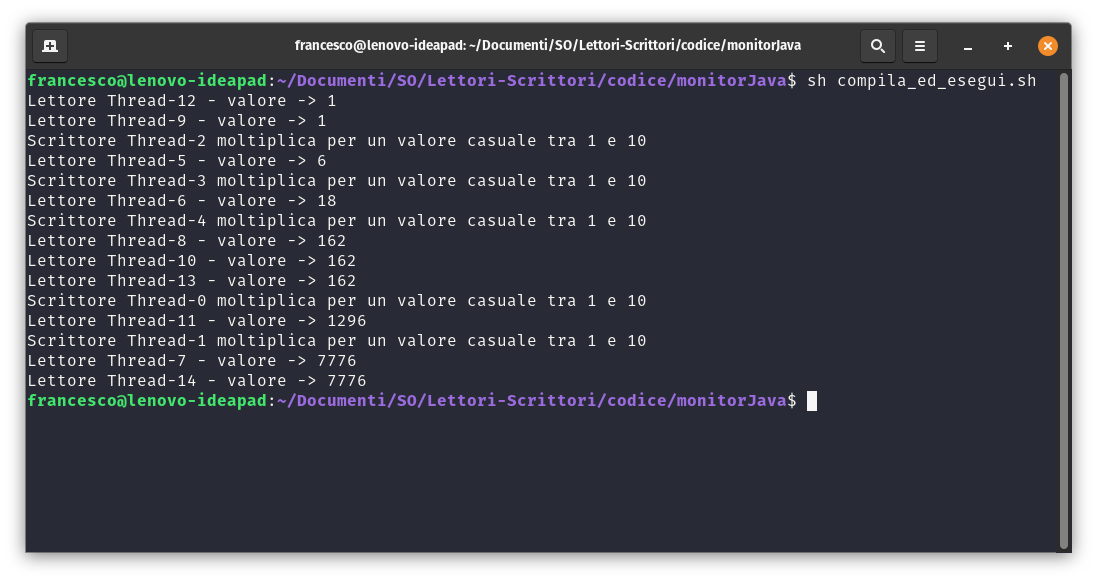 francesco@lenovo-ideapad: ~/Documenti/SO/Lettori-Scrittori/codice/monitorJava
francesco@lenovo-ideapad:~/Documenti/SO/Lettori-Scrittori/codice/monitorJava$ sh compila_ed_esegui.sh
Lettore Thread-12 - valore -> 1
Lettore Thread-9 - valore -> 1
Scrittore Thread-2 moltiplica per un valore casuale tra 1 e 10
Lettore Thread-5 - valore -> 6
Scrittore Thread-3 moltiplica per un valore casuale tra 1 e 10
Lettore Thread-6 - valore -> 18
Scrittore Thread-4 moltiplica per un valore casuale tra 1 e 10
Lettore Thread-8 - valore -> 162
Lettore Thread-10 - valore -> 162
Lettore Thread-13 - valore -> 162
Scrittore Thread-0 moltiplica per un valore casuale tra 1 e 10
Lettore Thread-11 - valore -> 1296
Scrittore Thread-1 moltiplica per un valore casuale tra 1 e 10
Lettore Thread-7 - valore -> 7776
Lettore Thread-14 - valore -> 7776
francesco@lenovo-ideapad:~/Documenti/SO/Lettori-Scrittori/codice/monitorJava$